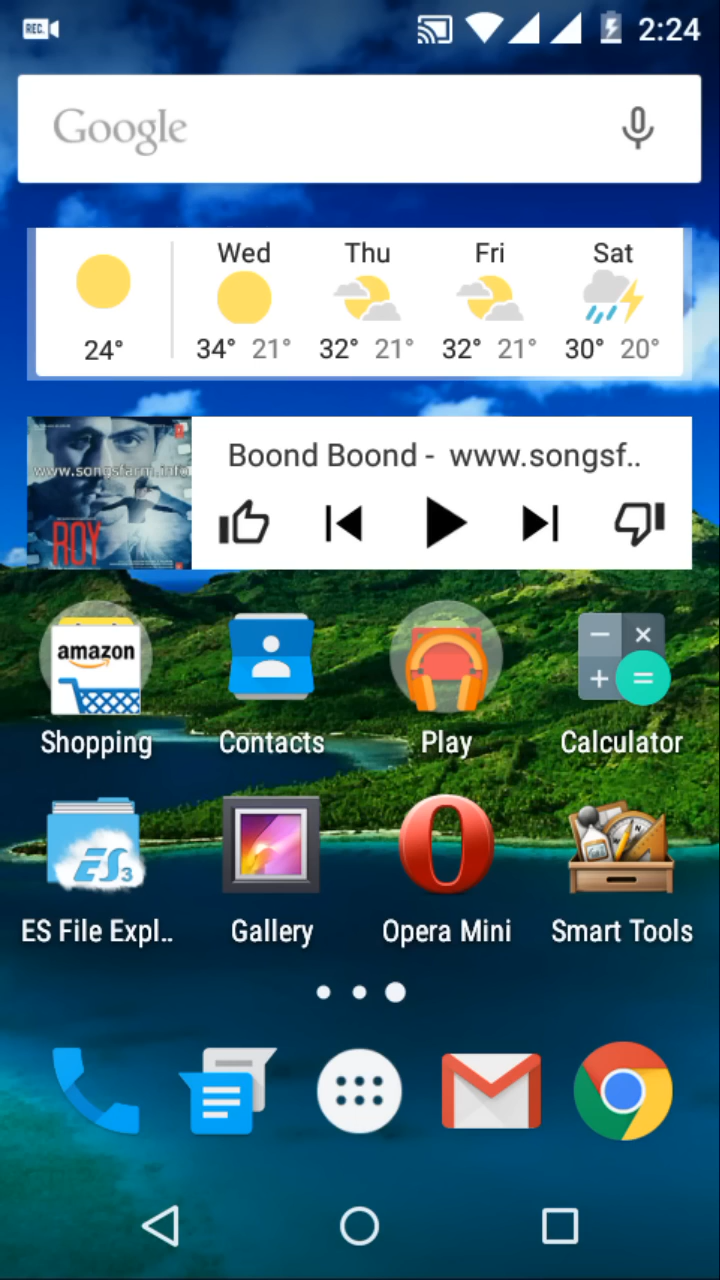 REC.
2:24
Google
Wed Thu Fri Sat
24° 34° 21° 32° 21° 32° 21° 30° 20°
www.songsfarm.info
ROY
Boond Boond - www.songsf..
amazon
Shopping Contacts Play Calculator
ES3
ES File Expl.. Gallery Opera Mini Smart Tools